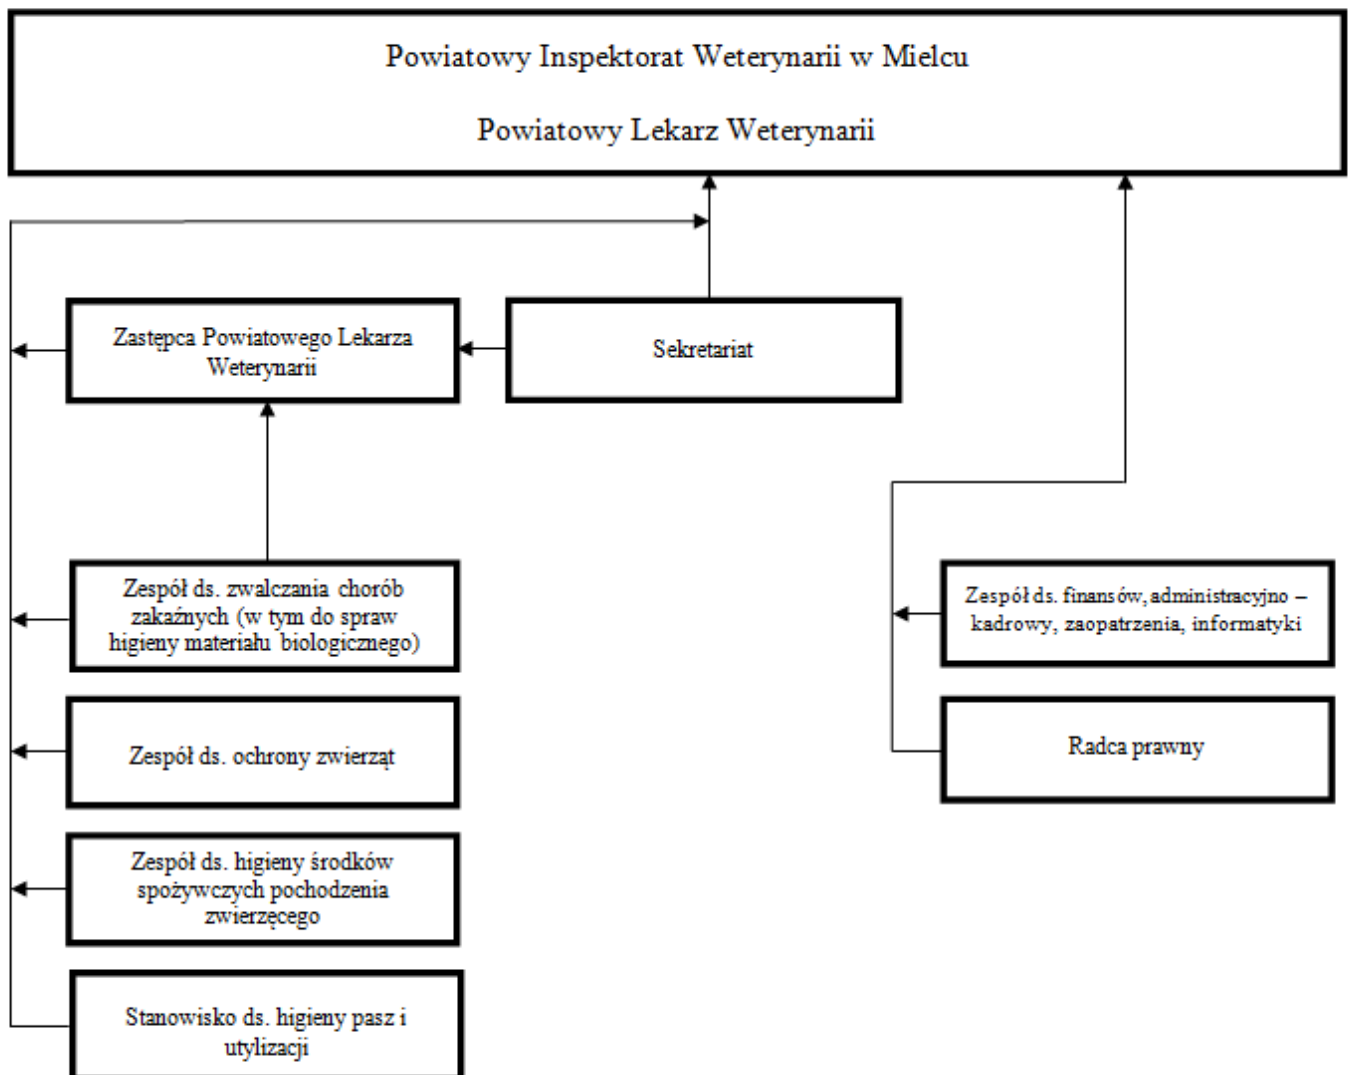 Powiatowy Inspektorat Weterynarii w Mielcu
Powiatowy Lekarz Weterynarii
Zastępca Powiatowego Lekarza
Weterynarii
Sekretariat
Zespół ds. zwalczania chorób
zakaźnych (w tym do spraw
higieny materiału biologicznego)
Zespół ds. finansów, administracyjno –
kadrowy, zaopatrzenia, informatyki
Zespół ds. ochrony zwierząt
Radca prawny
Zespół ds. higieny środków
spożywczych pochodzenia
zwierzęcego
Stanowisko ds. higieny pasz i
utylizacji